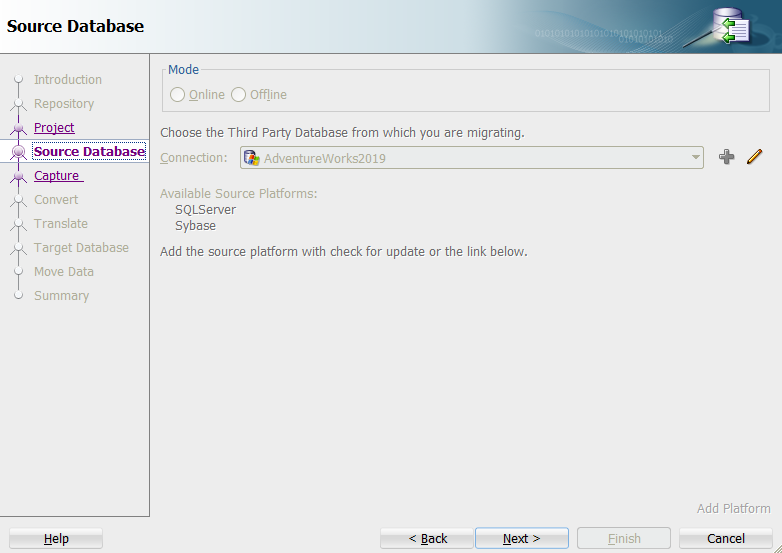 Source Database
0101010101010101010101010101
010101010101
Introduction
Repository
Project
Source Database
Capture
Convert
Translate
Target Database
Move Data
Summary
Mode
Online Offline
Choose the Third Party Database from which you are migrating.
Connection: AdventureWorks2019
Available Source Platforms:
SQLServer
Sybase
Add the source platform with check for update or the link below.
Add Platform
Help < Back Next > Finish Cancel